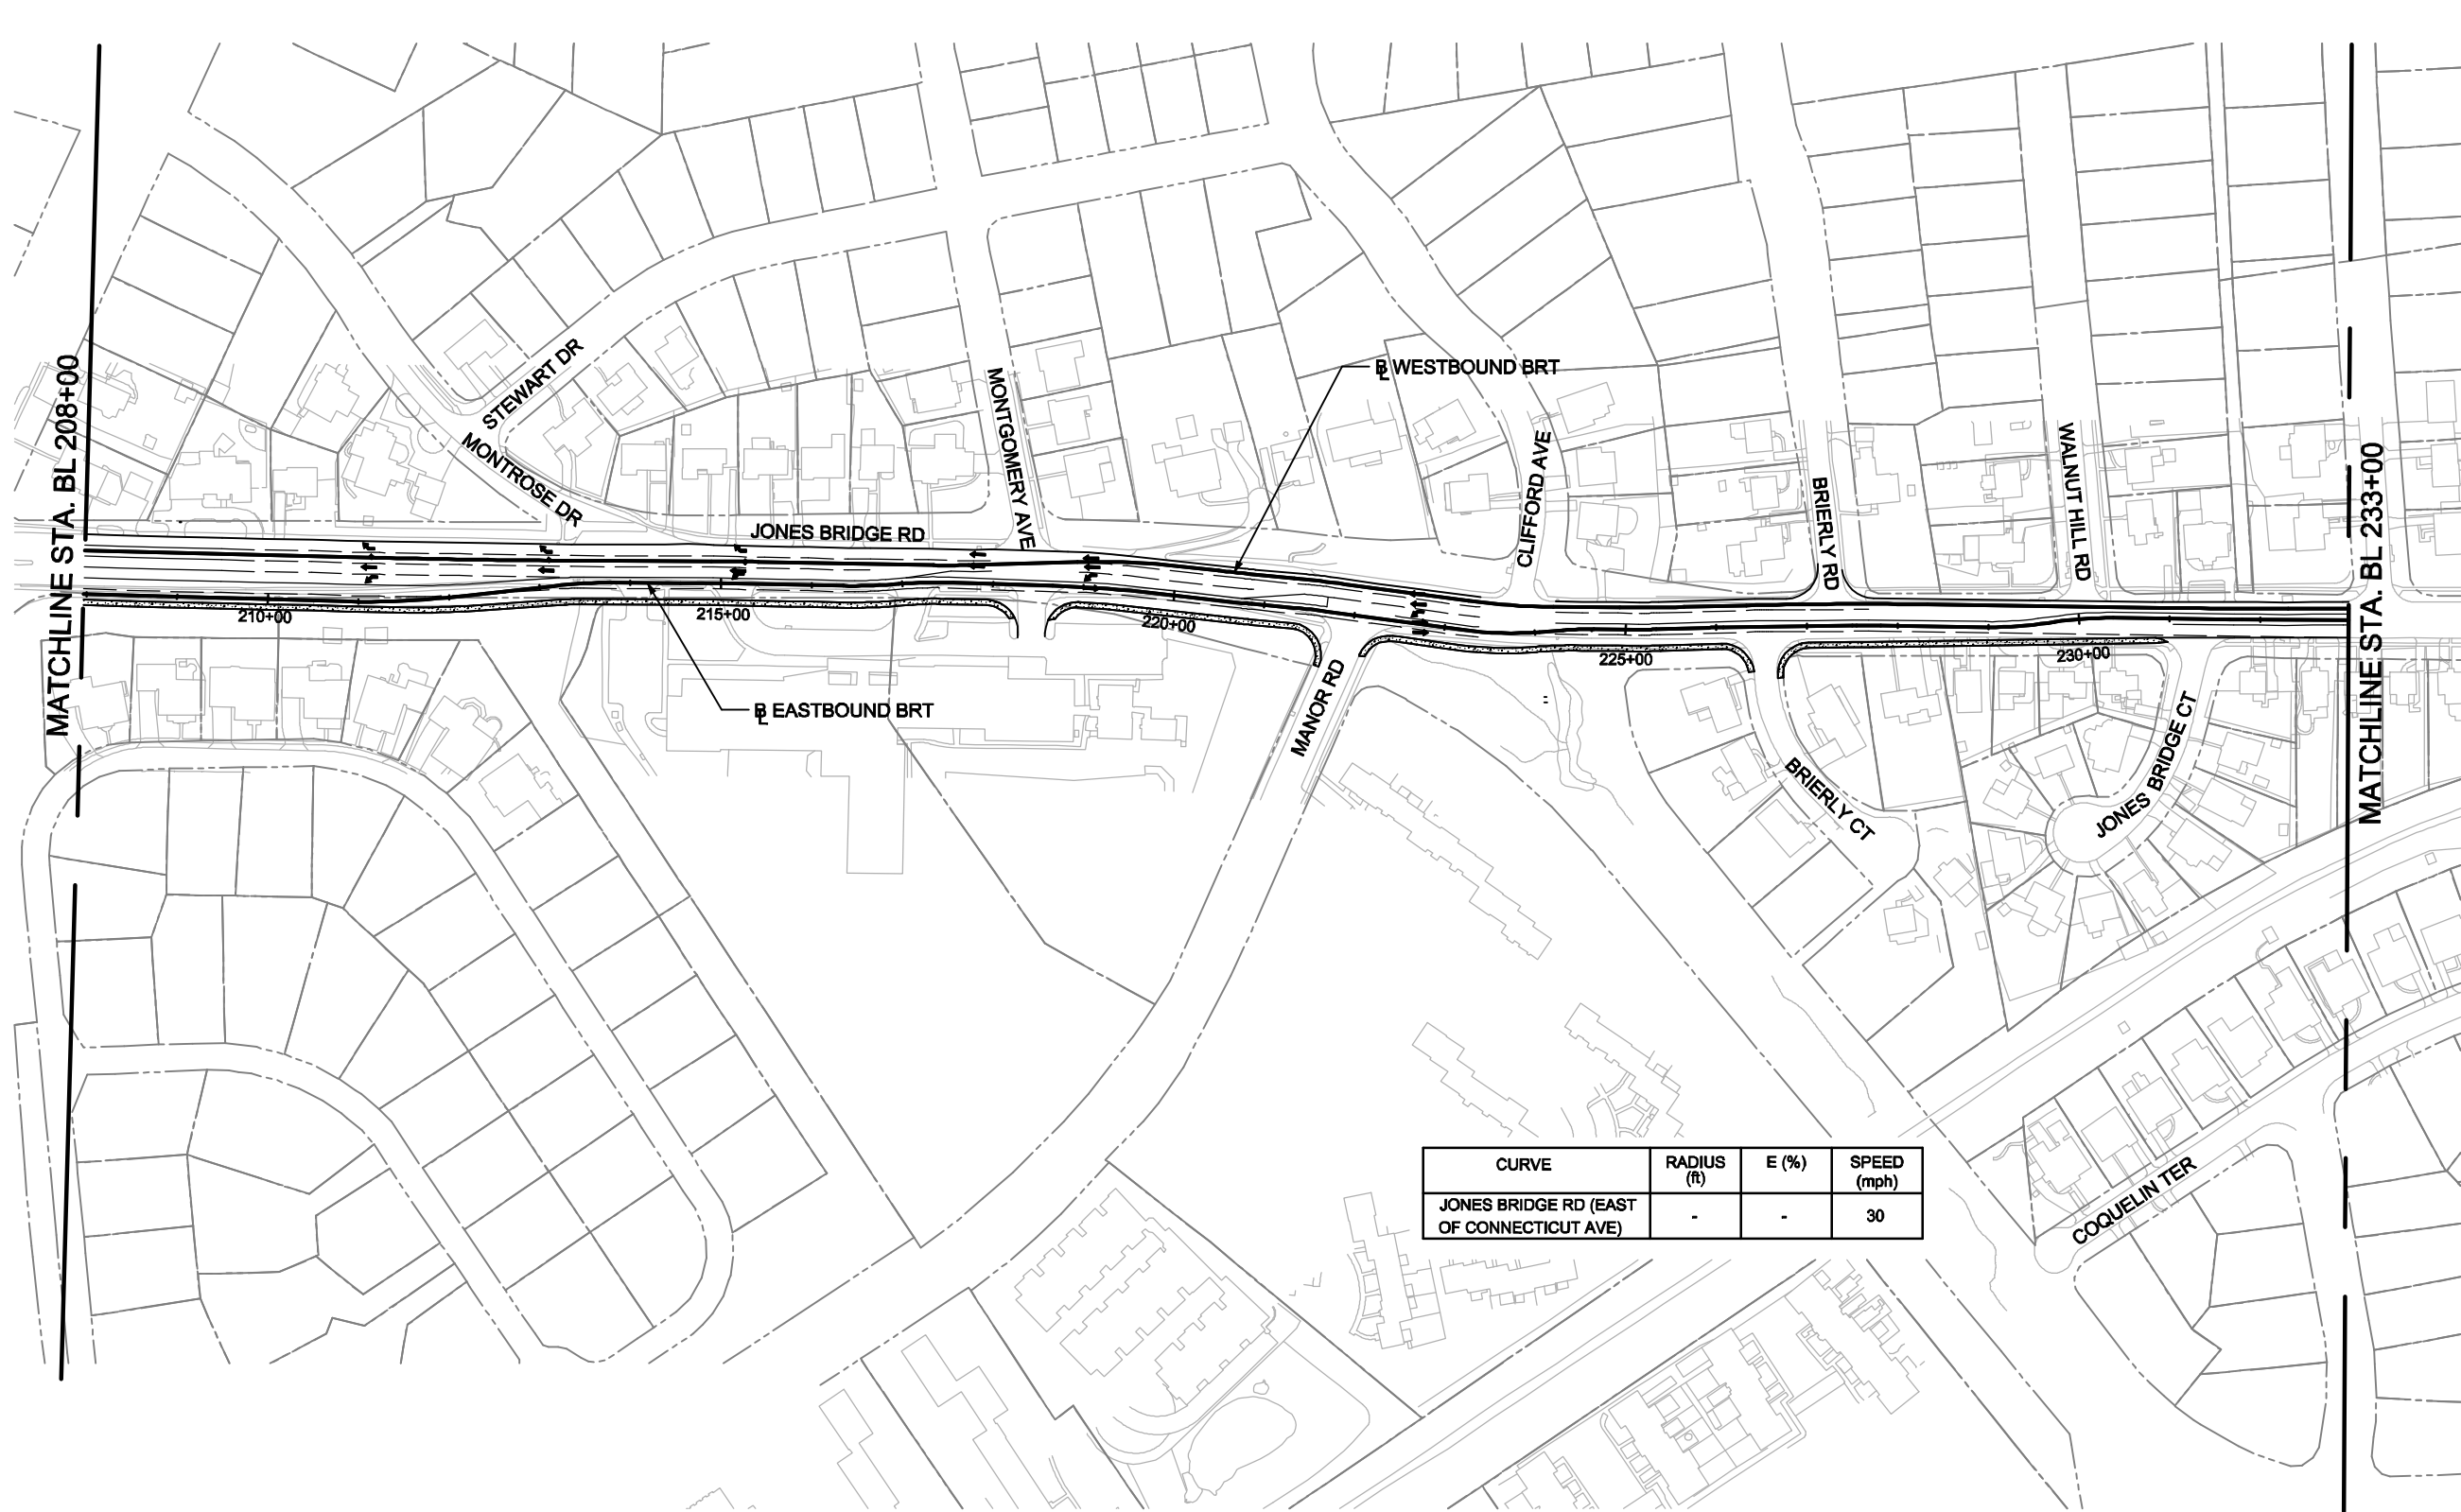 MATCHLINE STA. BL 208+00
STEWART DR
MONTROSE DR
MONTGOMERY AVE
JONES BRIDGE RD
BL WESTBOUND BRT
CLIFFORD AVE
BRIERLY RD
WALNUT HILL RD
MATCHLINE STA. BL 233+00
210+00
215+00
220+00
225+00
230+00
BL EASTBOUND BRT
MANOR RD
BRIERLY CT
JONES BRIDGE CT
COQUELIN TER
CURVE RADIUS (ft) E (%) SPEED (mph)
JONES BRIDGE RD (EAST
OF CONNECTICUT AVE) - - 30